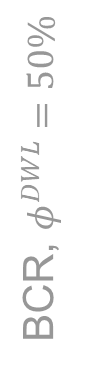 BCR, ϕ^DWL = 50%